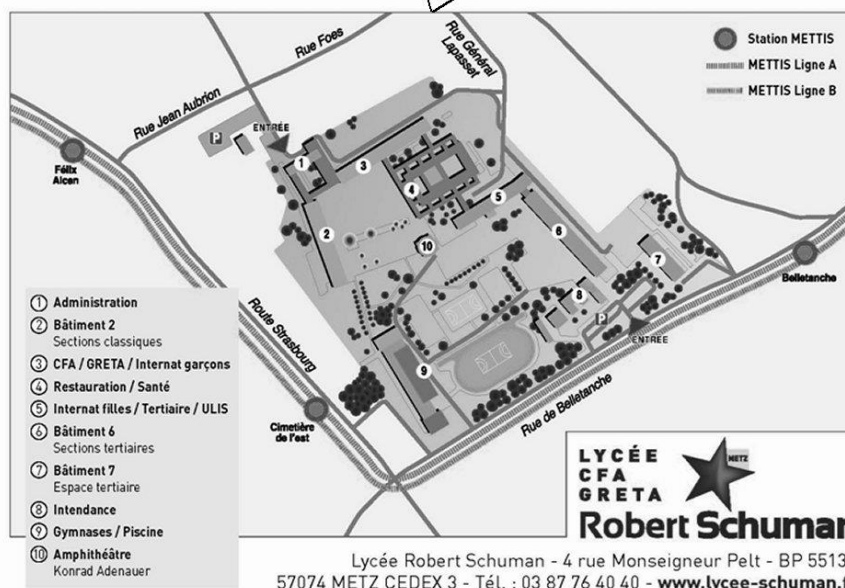 Station METTIS
METTIS Ligne A
METTIS Ligne B
Rue Foes
Rue Général
Lapasset
Rue Jean Aubrion
ENTRÉE
P
Félix
Alcan
1
2
3
4
5
6
7
8
9
10
Belletanche
P
ENTRÉE
Route Strasbourg
Rue de Belletanche
Cimetière
de l'est
1 Administration
2 Bâtiment 2
Sections classiques
3 CFA / GRETA / Internat garçons
4 Restauration / Santé
5 Internat filles / Tertiaire / ULIS
6 Bâtiment 6
Sections tertiaires
7 Bâtiment 7
Espace tertiaire
8 Intendance
9 Gymnases / Piscine
10 Amphithéâtre
Konrad Adenauer
LYCÉE
CFA
GRETA
METZ
Robert Schuman
Lycée Robert Schuman - 4 rue Monseigneur Pelt - BP 5513
57074 METZ CEDEX 3 - Tél. : 03 87 76 40 40 - www.lycee-schuman.